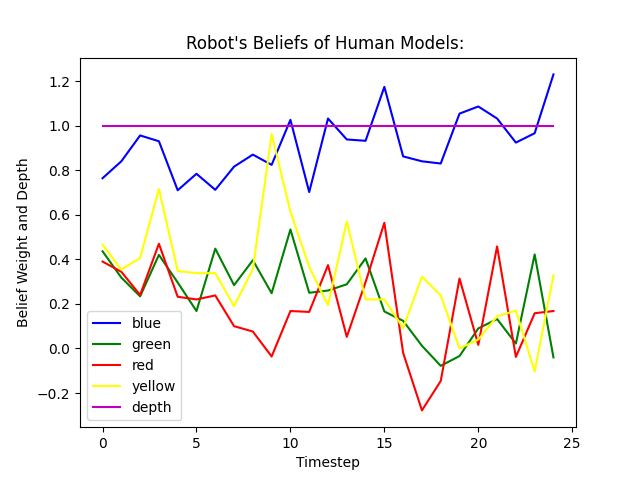 Robot's Beliefs of Human Models:
Belief Weight and Depth
1.2
1.0
0.8
0.6
0.4
0.2
0.0
−0.2
blue
green
red
yellow
depth
0 5 10 15 20 25
Timestep